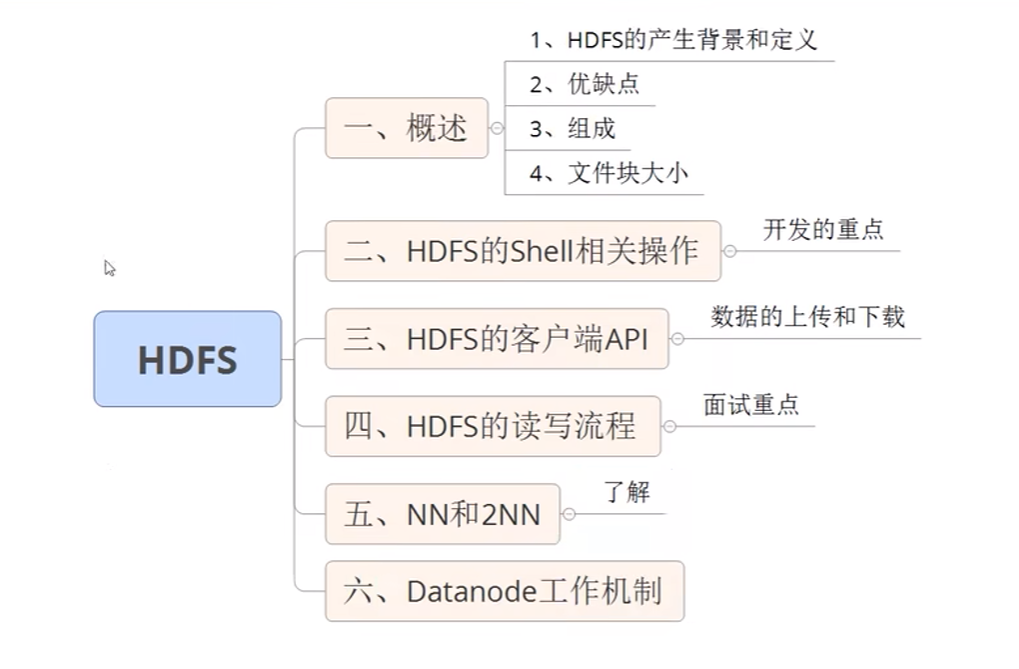 HDFS
一、概述
1、HDFS的产生背景和定义
2、优缺点
3、组成
4、文件块大小
二、HDFS的Shell相关操作
开发的重点
三、HDFS的客户端API
数据的上传和下载
四、HDFS的读写流程
面试重点
五、NN和2NN
了解
六、Datanode工作机制